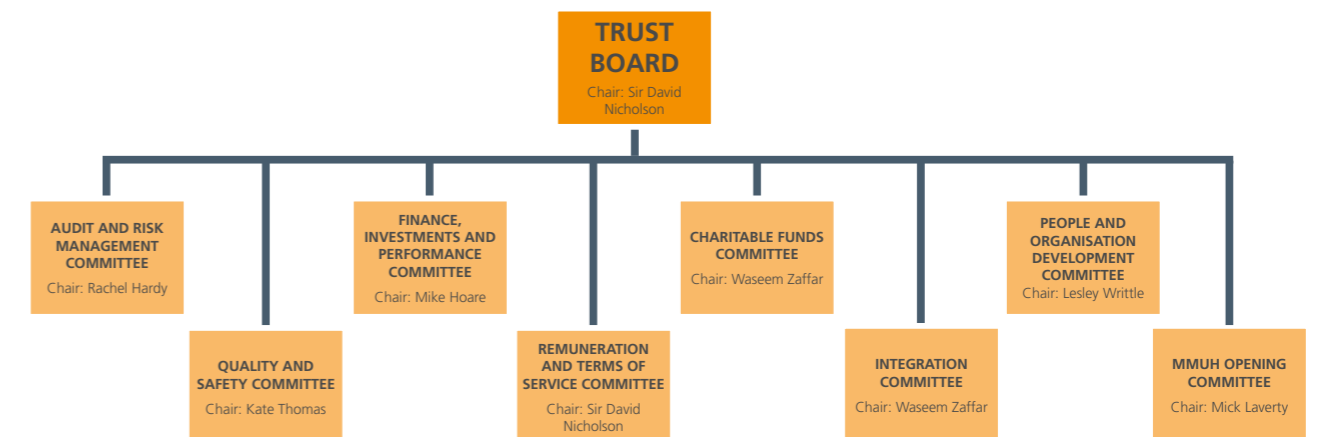 TRUST
BOARD
Chair: Sir David
Nicholson
AUDIT AND RISK
MANAGEMENT
COMMITTEE
Chair: Rachel Hardy
QUALITY AND
SAFETY COMMITTEE
Chair: Kate Thomas
FINANCE,
INVESTMENTS AND
PERFORMANCE
COMMITTEE
Chair: Mike Hoare
REMUNERATION
AND TERMS OF
SERVICE COMMITTEE
Chair: Sir David
Nicholson
CHARITABLE FUNDS
COMMITTEE
Chair: Waseem Zaffar
INTEGRATION
COMMITTEE
Chair: Waseem Zaffar
PEOPLE AND
ORGANISATION
DEVELOPMENT
COMMITTEE
Chair: Lesley Writtle
MMUH OPENING
COMMITTEE
Chair: Mick Laverty